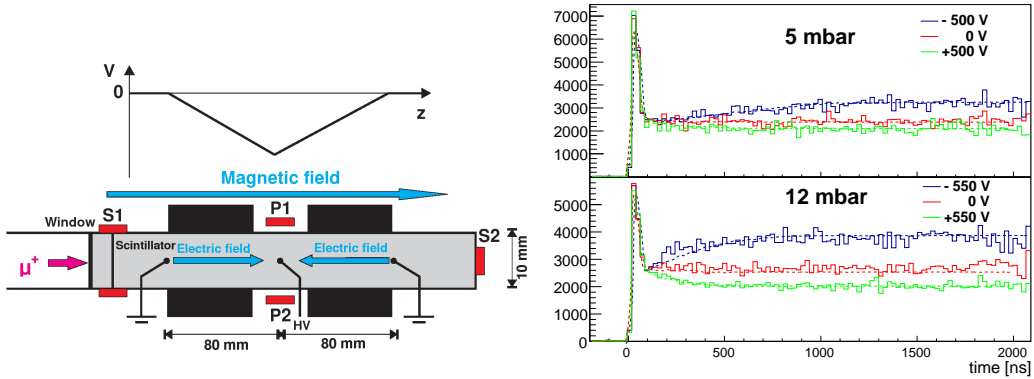 V
0
z
Magnetic field
Window
S1
P1
S2
Scintillator
Electric field
Electric field
μ+
10 mm
P2
HV
80 mm
80 mm
7000
6000
5000
4000
3000
2000
1000
5 mbar
- 500 V
0 V
+500 V
5000
4000
3000
2000
1000
0
12 mbar
- 550 V
0 V
+550 V
0
500
1000
1500
2000
time [ns]